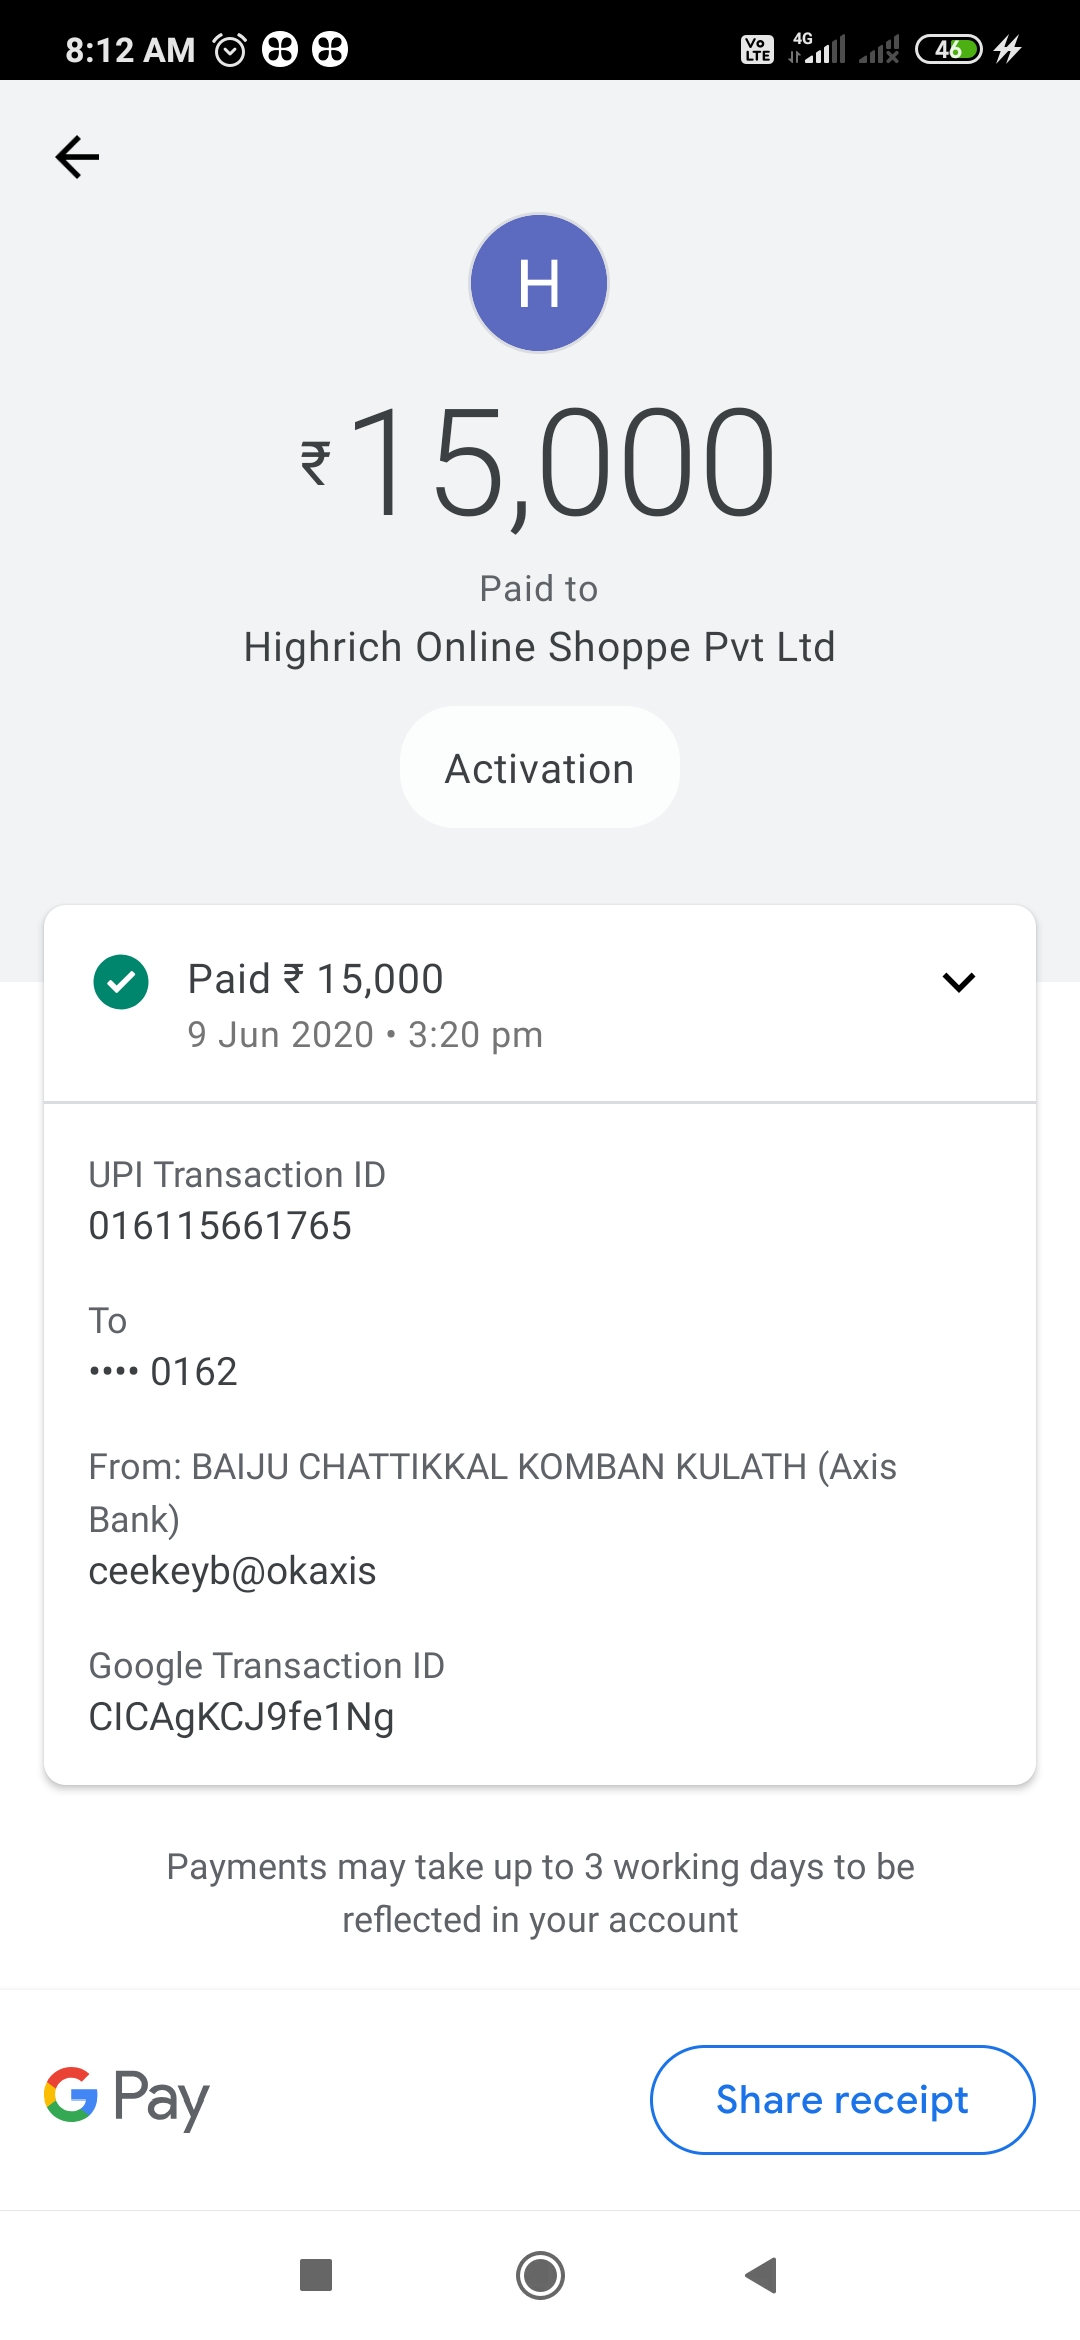 8:12 AM
Vo LTE 4G 46
H
₹15,000
Paid to
Highrich Online Shoppe Pvt Ltd
Activation
Paid ₹ 15,000
9 Jun 2020 • 3:20 pm
UPI Transaction ID
016115661765
To
•••• 0162
From: BAIJU CHATTIKKAL KOMBAN KULATH (Axis
Bank)
ceekeyb@okaxis
Google Transaction ID
CICAgKCJ9fe1Ng
Payments may take up to 3 working days to be
reflected in your account
G Pay
Share receipt